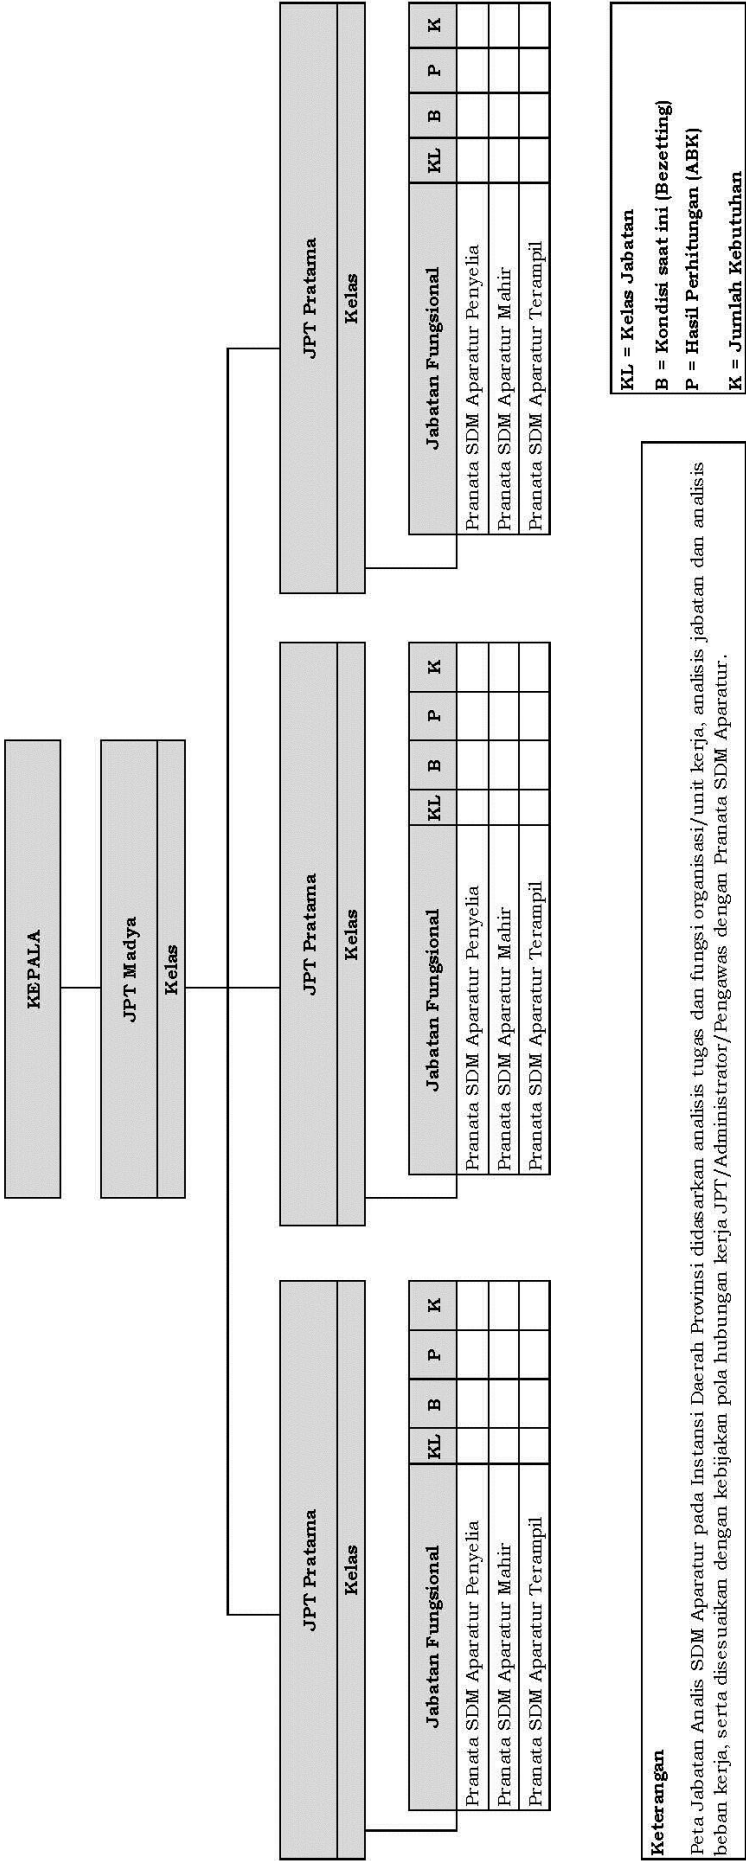 KEPALA
JPT Madya
Kelas
JPT Pratama
Kelas
Jabatan Fungsional KL B P K
Pranata SDM Aparatur Penyelia
Pranata SDM Aparatur Mahir
Pranata SDM Aparatur Terampil
JPT Pratama
Kelas
Jabatan Fungsional KL B P K
Pranata SDM Aparatur Penyelia
Pranata SDM Aparatur Mahir
Pranata SDM Aparatur Terampil
JPT Pratama
Kelas
Jabatan Fungsional KL B P K
Pranata SDM Aparatur Penyelia
Pranata SDM Aparatur Mahir
Pranata SDM Aparatur Terampil
Keterangan
Peta Jabatan Analis SDM Aparatur pada Instansi Daerah Provinsi didasarkan analisis tugas dan fungsi organisasi/unit kerja, analisis jabatan dan analisis
beban kerja, serta disesuaikan dengan kebijakan pola hubungan kerja JPT/Administrator/Pengawas dengan Pranata SDM Aparatur.
KL = Kelas Jabatan
B = Kondisi saat ini (Bezetting)
P = Hasil Perhitungan (ABK)
K = Jumlah Kebutuhan